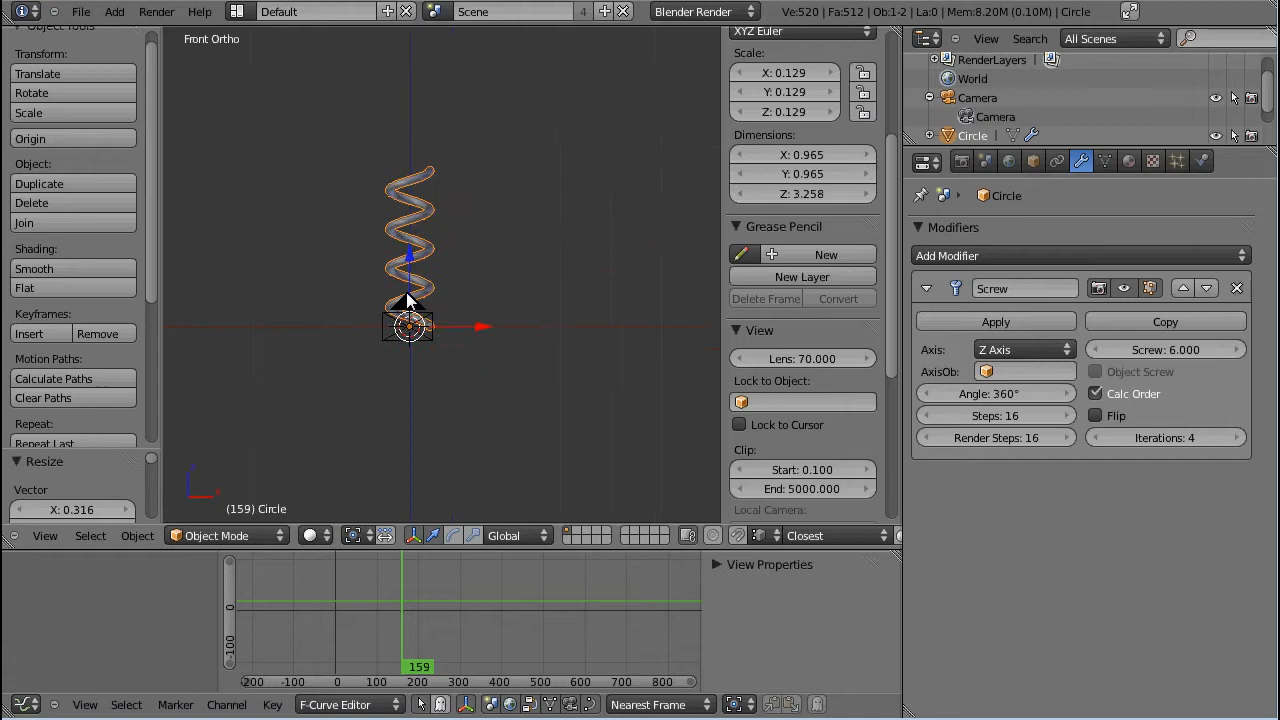 File Add Render Help Default Scene 4 Blender Render Ve:520 | Fa:512 | Ob:1-2 | La:0 | Mem:8.20M (0.10M) | Circle
Object Tools
Transform:
Translate
Rotate
Scale
Origin
Object:
Duplicate
Delete
Join
Shading:
Smooth
Flat
Keyframes:
Insert Remove
Motion Paths:
Calculate Paths
Clear Paths
Repeat:
Repeat Last
Resize
Vector
X: 0.316
Front Ortho
z
x
(159) Circle
XYZ Euler
Scale:
X: 0.129
Y: 0.129
Z: 0.129
Dimensions:
X: 0.965
Y: 0.965
Z: 3.258
Grease Pencil
New
New Layer
Delete Frame Convert
View
Lens: 70.000
Lock to Object:
Lock to Cursor
Clip:
Start: 0.100
End: 5000.000
Local Camera:
View Select Object Object Mode Global Closest
View Search All Scenes
RenderLayers
World
Camera
Camera
Circle
Circle
Modifiers
Add Modifier
Screw
Apply Copy
Axis: Z Axis Screw: 6.000
AxisOb: Object Screw
Angle: 360° Calc Order
Steps: 16 Flip
Render Steps: 16 Iterations: 4
View Properties
0
-100
159
-200 -100 0 100 200 300 400 500 600 700 800
View Select Marker Channel Key F-Curve Editor Nearest Frame